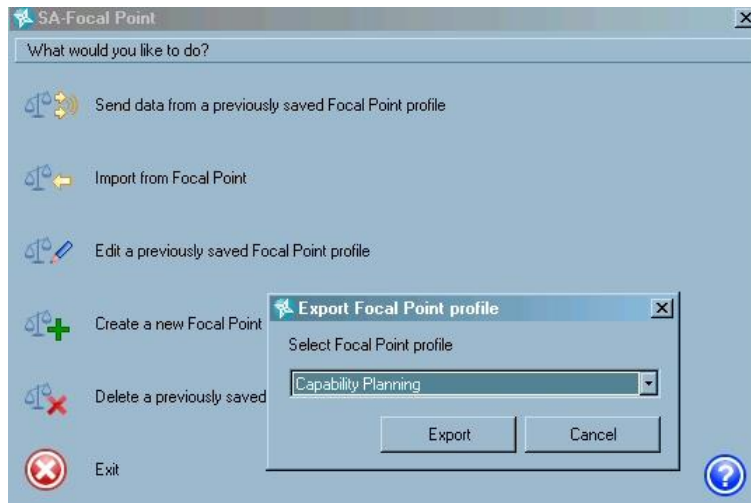 SA-Focal Point
What would you like to do?
Send data from a previously saved Focal Point profile
Import from Focal Point
Edit a previously saved Focal Point profile
Create a new Focal Point
Delete a previously saved
Exit
Export Focal Point profile
Select Focal Point profile
Capability Planning
Export Cancel
?